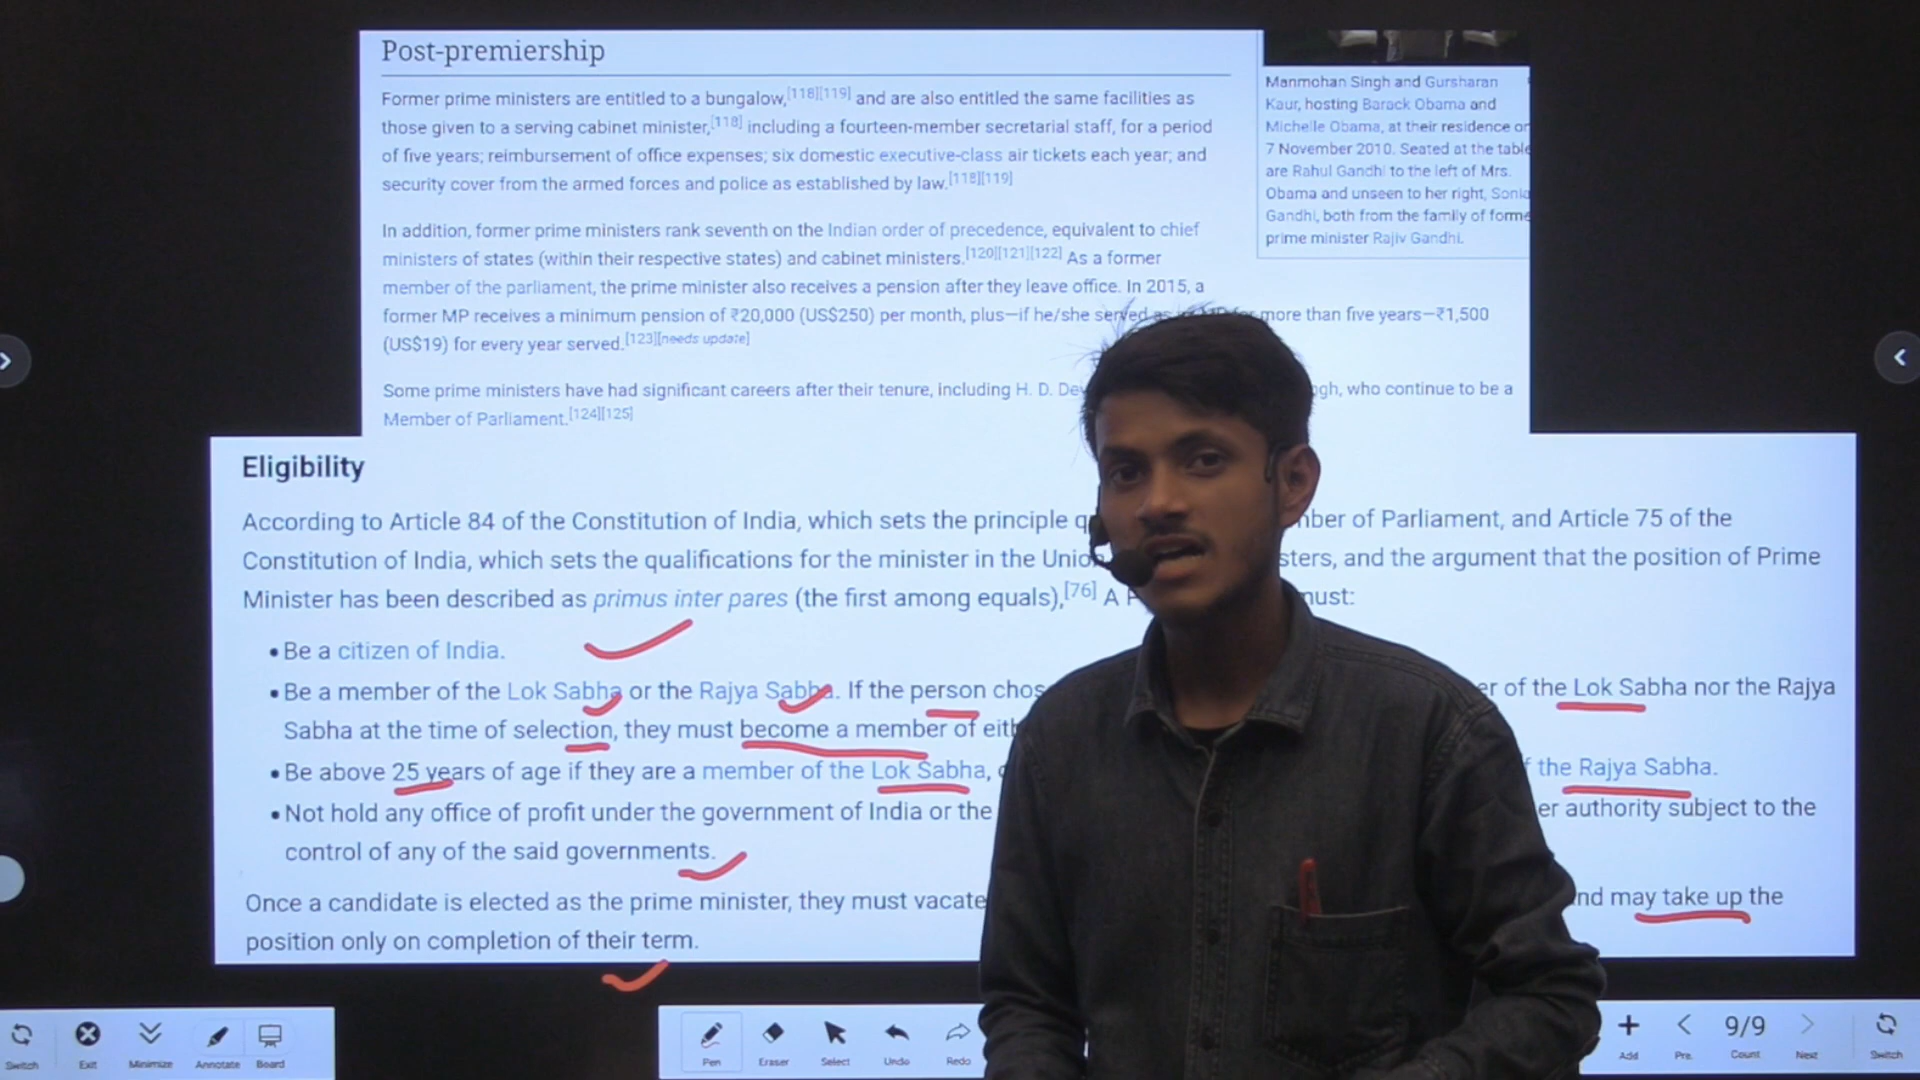 Post-premiership
Former prime ministers are entitled to a bungalow,[118][119] and are also entitled the same facilities as
those given to a serving cabinet minister,[118] including a fourteen-member secretarial staff, for a period
of five years; reimbursement of office expenses; six domestic executive-class air tickets each year; and
security cover from the armed forces and police as established by law.[118][119]
In addition, former prime ministers rank seventh on the Indian order of precedence, equivalent to chief
ministers of states (within their respective states) and cabinet ministers.[120][121][122] As a former
member of the parliament, the prime minister also receives a pension after they leave office. In 2015, a
former MP receives a minimum pension of ₹20,000 (US$250) per month, plus—if he/she served more than five years—₹1,500
(US$19) for every year served.[123][needs update]
Some prime ministers have had significant careers after their tenure, including H. D. who continue to be a
Member of Parliament.[124][125]
Manmohan Singh and Gursharan
Kaur, hosting Barack Obama and
Michelle Obama, at their residence
7 November 2010. Seated at the table
are Rahul Gandhi to the left of Mrs.
Obama and unseen to her right, Sonia
Gandhi, both from the family of
prime minister Rajiv Gandhi.
Eligibility
According to Article 84 of the Constitution of India, which sets the principle of Parliament, and Article 75 of the
Constitution of India, which sets the qualifications for the minister in the and the argument that the position of Prime
Minister has been described as primus inter pares (the first among equals),[76] A must:
• Be a citizen of India.
• Be a member of the Lok Sabha or the Rajya Sabha. If the person of the Lok Sabha nor the Rajya
Sabha at the time of selection, they must become a member of
• Be above 25 years of age if they are a member of the Lok Sabha, the Rajya Sabha.
• Not hold any office of profit under the government of India or the authority subject to the
control of any of the said governments.
Once a candidate is elected as the prime minister, they must vacate may take up the
position only on completion of their term.
Switch Exit Minimize Annotate Board Pen Eraser Select Undo Redo Add Pre. 9/9 Count Next Switch